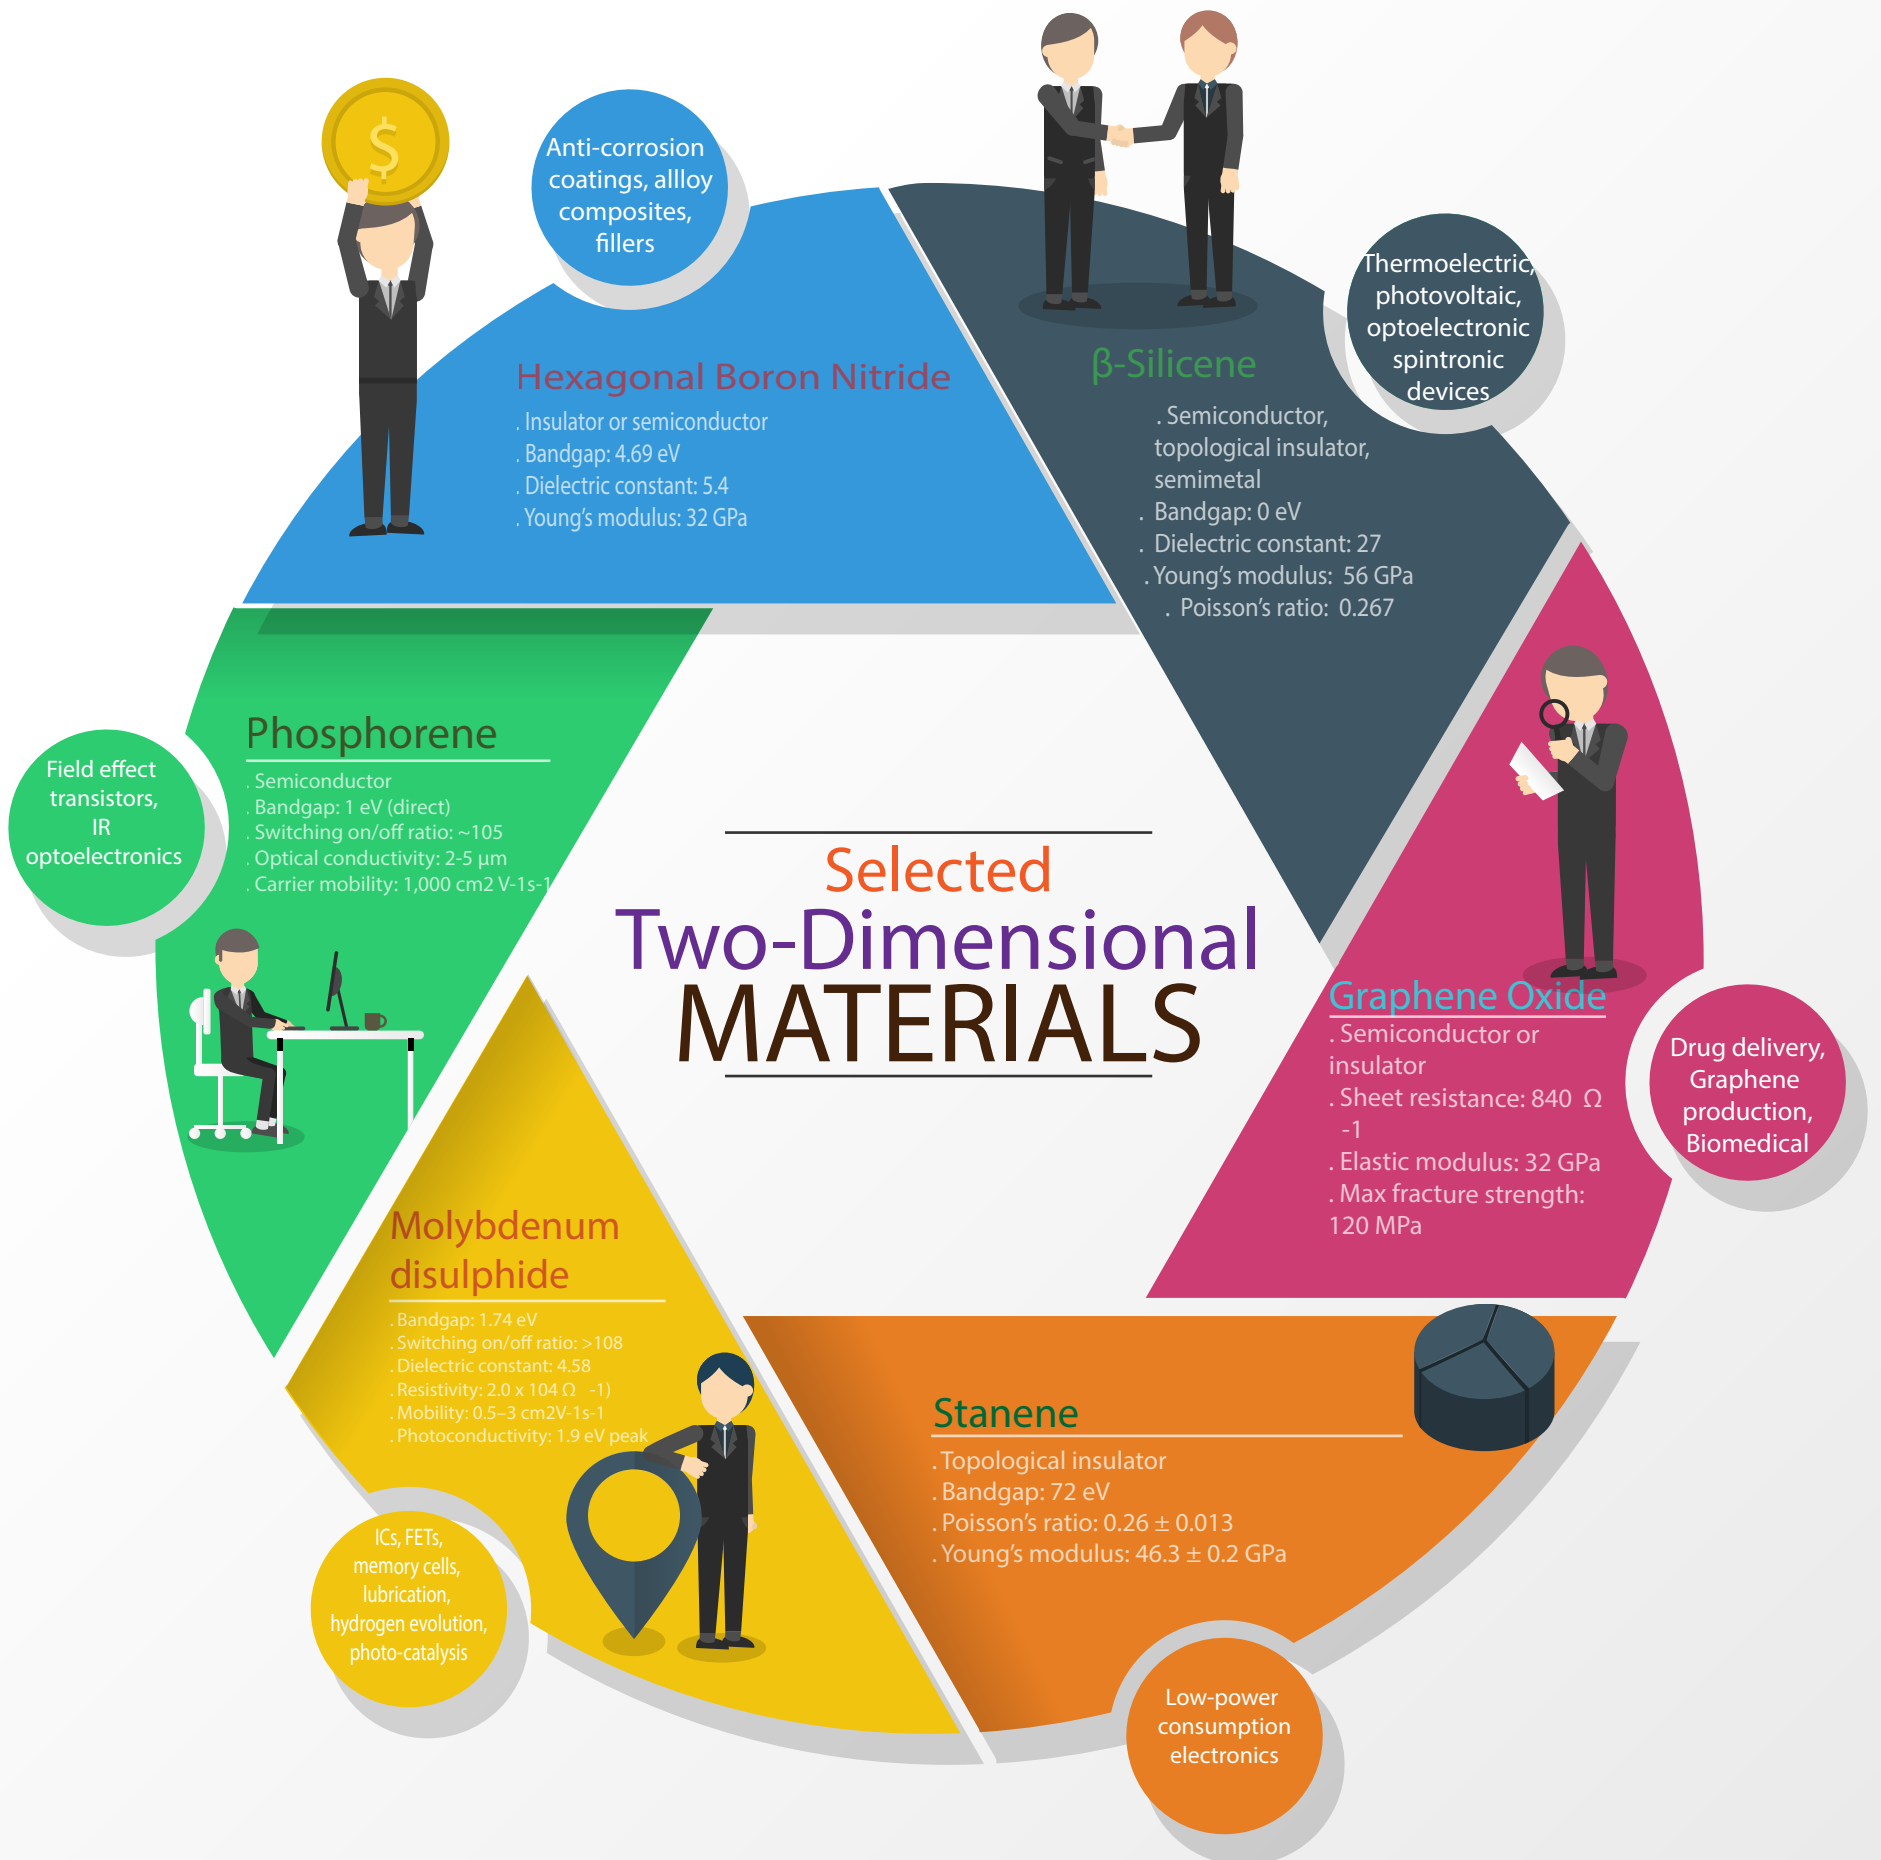 $
Anti-corrosion
coatings, allloy
composites,
fillers
Hexagonal Boron Nitride
. Insulator or semiconductor
. Bandgap: 4.69 eV
. Dielectric constant: 5.4
. Young’s modulus: 32 GPa
Thermoelectric,
photovoltaic,
optoelectronic
spintronic
devices
β-Silicene
. Semiconductor,
topological insulator,
semimetal
. Bandgap: 0 eV
. Dielectric constant: 27
. Young’s modulus: 56 GPa
. Poisson’s ratio: 0.267
Field effect
transistors,
IR
optoelectronics
Phosphorene
. Semiconductor
. Bandgap: 1 eV (direct)
. Switching on/off ratio: ~105
. Optical conductivity: 2-5 µm
. Carrier mobility: 1,000 cm2 V-1s-1
Selected
Two-Dimensional
MATERIALS
Graphene Oxide
. Semiconductor or
insulator
. Sheet resistance: 840 Ω
-1
. Elastic modulus: 32 GPa
. Max fracture strength:
120 MPa
Drug delivery,
Graphene
production,
Biomedical
Molybdenum
disulphide
. Bandgap: 1.74 eV
. Switching on/off ratio: >108
. Dielectric constant: 4.58
. Resistivity: 2.0 x 104 Ω -1)
. Mobility: 0.5–3 cm2V-1s-1
. Photoconductivity: 1.9 eV peak
ICs, FETs,
memory cells,
lubrication,
hydrogen evolution,
photo-catalysis
Stanene
. Topological insulator
. Bandgap: 72 eV
. Poisson’s ratio: 0.26 ± 0.013
. Young’s modulus: 46.3 ± 0.2 GPa
Low-power
consumption
electronics